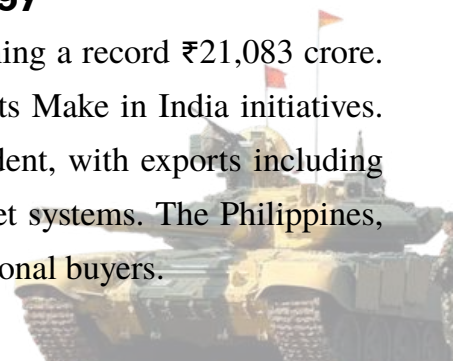 gy
ing a record ₹21,083 crore.
ts Make in India initiatives.
dent, with exports including
et systems. The Philippines,
onal buyers.